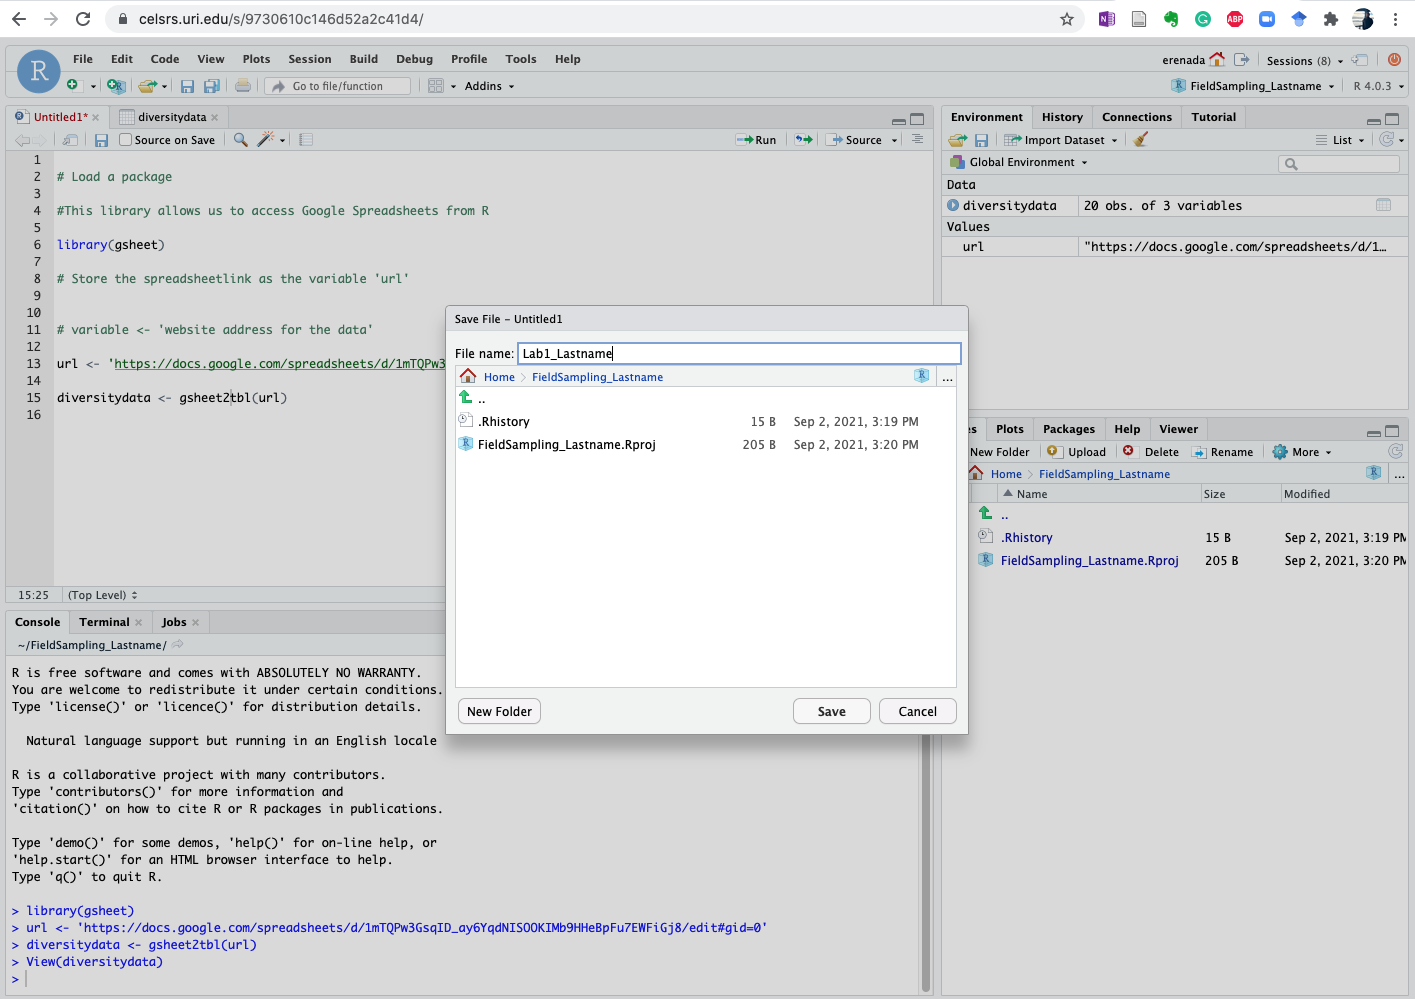 celsrs.uri.edu/s/9730610c146d52a2c41d4/
ABP
R
File Edit Code View Plots Session Build Debug Profile Tools Help
erenada Sessions (8)
Go to file/function Addins
FieldSampling_Lastname R 4.0.3
Untitled1* diversitydata
Source on Save Run Source
1
2 # Load a package
3
4 #This library allows us to access Google Spreadsheets from R
5
6 library(gsheet)
7
8 # Store the spreadsheetlink as the variable 'url'
9
10
11 # variable <- 'website address for the data'
12
13 url <- 'https://docs.google.com/spreadsheets/d/1mTQPw3
14
15 diversitydata <- gsheet2tbl(url)
16
15:25 (Top Level)
Environment History Connections Tutorial
Import Dataset List
Global Environment
Data
diversitydata 20 obs. of 3 variables
Values
url "https://docs.google.com/spreadsheets/d/1…
Save File - Untitled1
File name: Lab1_Lastname
Home FieldSampling_Lastname ...
..
.Rhistory 15 B Sep 2, 2021, 3:19 PM
FieldSampling_Lastname.Rproj 205 B Sep 2, 2021, 3:20 PM
New Folder Save Cancel
es Plots Packages Help Viewer
New Folder Upload Delete Rename More
Home FieldSampling_Lastname ...
Name Size Modified
..
.Rhistory 15 B Sep 2, 2021, 3:19 PM
FieldSampling_Lastname.Rproj 205 B Sep 2, 2021, 3:20 PM
Console Terminal Jobs
~/FieldSampling_Lastname/
R is free software and comes with ABSOLUTELY NO WARRANTY.
You are welcome to redistribute it under certain conditions.
Type 'license()' or 'licence()' for distribution details.
Natural language support but running in an English locale
R is a collaborative project with many contributors.
Type 'contributors()' for more information and
'citation()' on how to cite R or R packages in publications.
Type 'demo()' for some demos, 'help()' for on-line help, or
'help.start()' for an HTML browser interface to help.
Type 'q()' to quit R.
> library(gsheet)
> url <- 'https://docs.google.com/spreadsheets/d/1mTQPw3GsqID_ay6YqdNISOOKIMb9HHeBpFu7EWFiGj8/edit#gid=0'
> diversitydata <- gsheet2tbl(url)
> View(diversitydata)
>